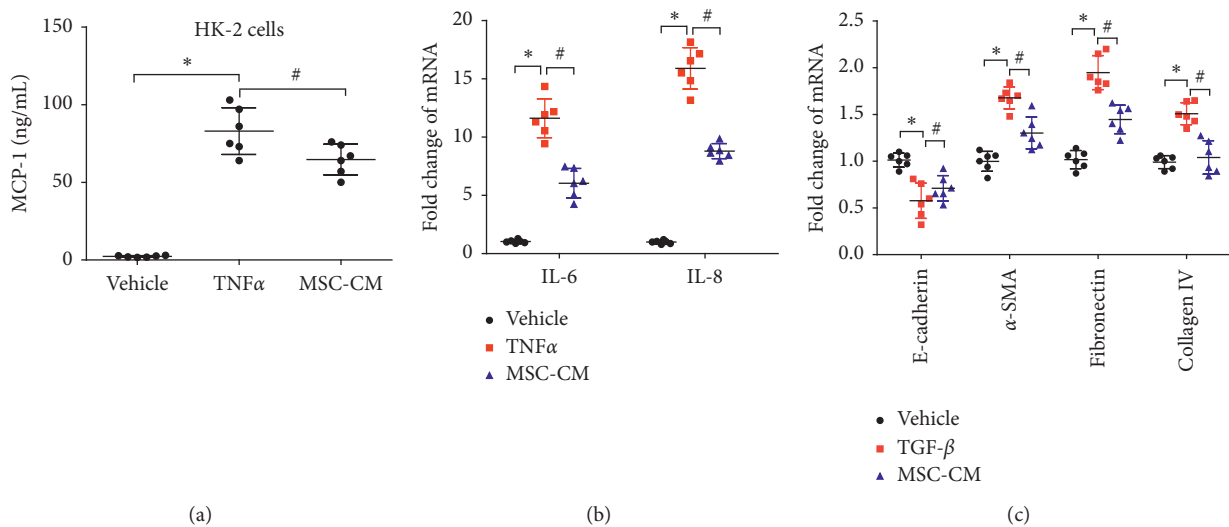 HK-2 cells
MCP-1 (ng/mL)
150
100
50
0
*
#
Vehicle
TNFα
MSC-CM
(a)
Fold change of mRNA
20
15
10
5
0
*
#
*
#
IL-6
IL-8
Vehicle
TNFα
MSC-CM
(b)
Fold change of mRNA
2.5
2.0
1.5
1.0
0.5
0.0
*
#
*
#
*
#
*
#
E-cadherin
α-SMA
Fibronectin
Collagen IV
Vehicle
TGF-β
MSC-CM
(c)